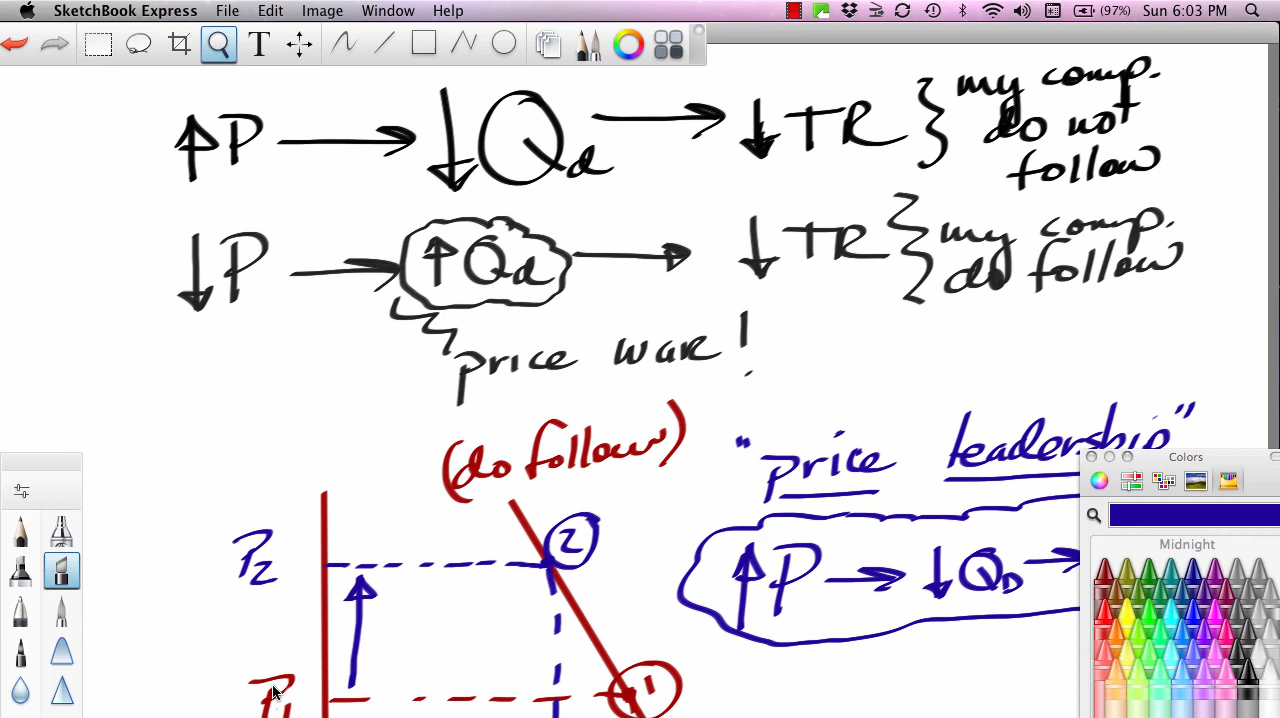 SketchBook Express File Edit Image Window Help (97%) Sun 6:03 PM
T
↑P → ↓Qd → ↓TR } my comp. do not follow
↓P → ↑Qd → ↓TR } my comp. do follow
price war!
(do follow)
"price leadership"
Colors
Midnight
P2
2
↑P → ↓QD →
P1
1